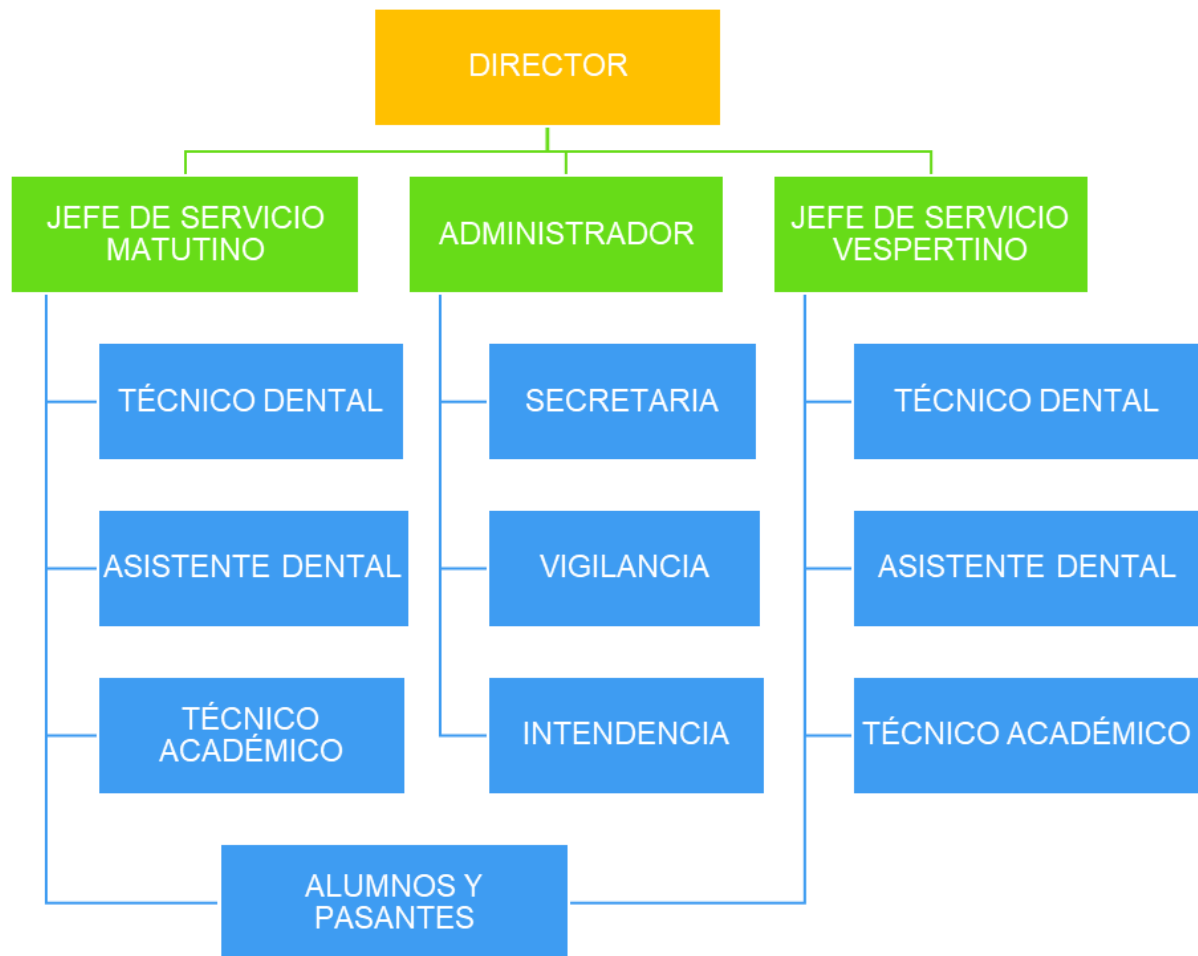 DIRECTOR
JEFE DE SERVICIO
MATUTINO
ADMINISTRADOR
JEFE DE SERVICIO
VESPERTINO
TÉCNICO DENTAL
SECRETARIA
TÉCNICO DENTAL
ASISTENTE DENTAL
VIGILANCIA
ASISTENTE DENTAL
TÉCNICO
ACADÉMICO
INTENDENCIA
TÉCNICO ACADÉMICO
ALUMNOS Y
PASANTES